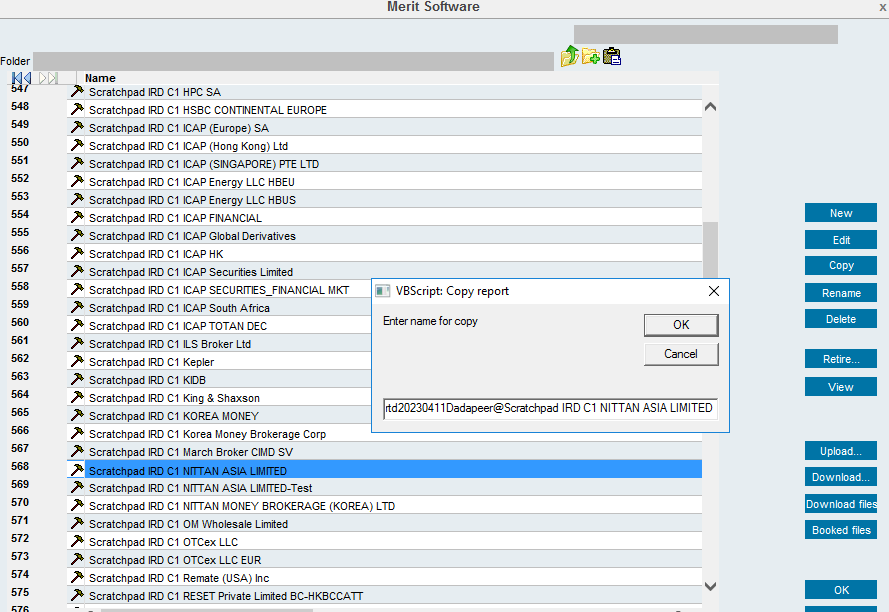 Merit Software
x
Folder
Name
547 Scratchpad IRD C1 HPC SA
548 Scratchpad IRD C1 HSBC CONTINENTAL EUROPE
549 Scratchpad IRD C1 ICAP (Europe) SA
550 Scratchpad IRD C1 ICAP (Hong Kong) Ltd
551 Scratchpad IRD C1 ICAP (SINGAPORE) PTE LTD
552 Scratchpad IRD C1 ICAP Energy LLC HBEU
553 Scratchpad IRD C1 ICAP Energy LLC HBUS
554 Scratchpad IRD C1 ICAP FINANCIAL
555 Scratchpad IRD C1 ICAP Global Derivatives
556 Scratchpad IRD C1 ICAP HK
557 Scratchpad IRD C1 ICAP Securities Limited
558 Scratchpad IRD C1 ICAP SECURITIES_FINANCIAL MKT
559 Scratchpad IRD C1 ICAP South Africa
560 Scratchpad IRD C1 ICAP TOTAN DEC
561 Scratchpad IRD C1 ILS Broker Ltd
562 Scratchpad IRD C1 Kepler
563 Scratchpad IRD C1 KIDB
564 Scratchpad IRD C1 King & Shaxson
565 Scratchpad IRD C1 KOREA MONEY
566 Scratchpad IRD C1 Korea Money Brokerage Corp
567 Scratchpad IRD C1 March Broker CIMD SV
568 Scratchpad IRD C1 NITTAN ASIA LIMITED
569 Scratchpad IRD C1 NITTAN ASIA LIMITED-Test
570 Scratchpad IRD C1 NITTAN MONEY BROKERAGE (KOREA) LTD
571 Scratchpad IRD C1 OM Wholesale Limited
572 Scratchpad IRD C1 OTCex LLC
573 Scratchpad IRD C1 OTCex LLC EUR
574 Scratchpad IRD C1 Remate (USA) Inc
575 Scratchpad IRD C1 RESET Private Limited BC-HKBCCATT
576
VBScript: Copy report
Enter name for copy
OK
Cancel
rtd20230411Dadapeer@Scratchpad IRD C1 NITTAN ASIA LIMITED
New
Edit
Copy
Rename
Delete
Retire...
View
Upload...
Download...
Download files
Booked files
OK